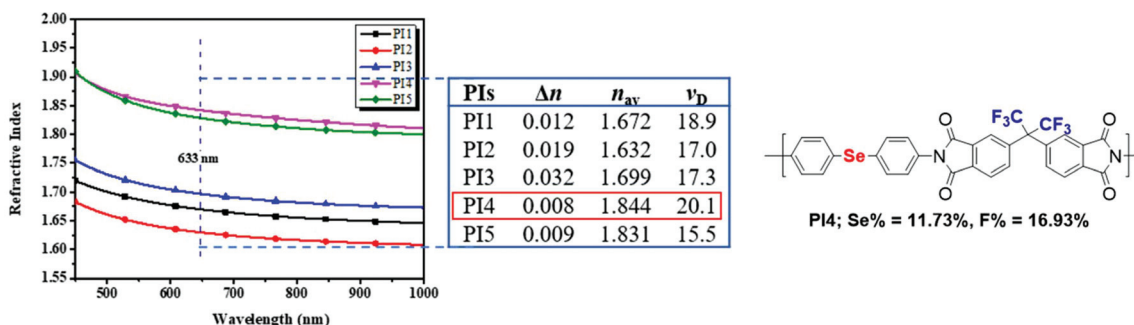 2.00
1.95
1.90
1.85
1.80
1.75
1.70
1.65
1.60
1.55
Refractive Index
500
600
700
800
900
1000
Wavelength (nm)
633 nm
PI1
PI2
PI3
PI4
PI5
PIs Δn n_av ν_D
PI1 0.012 1.672 18.9
PI2 0.019 1.632 17.0
PI3 0.032 1.699 17.3
PI4 0.008 1.844 20.1
PI5 0.009 1.831 15.5
F₃C CF₃
O O O O
Se N N
PI4; Se% = 11.73%, F% = 16.93%